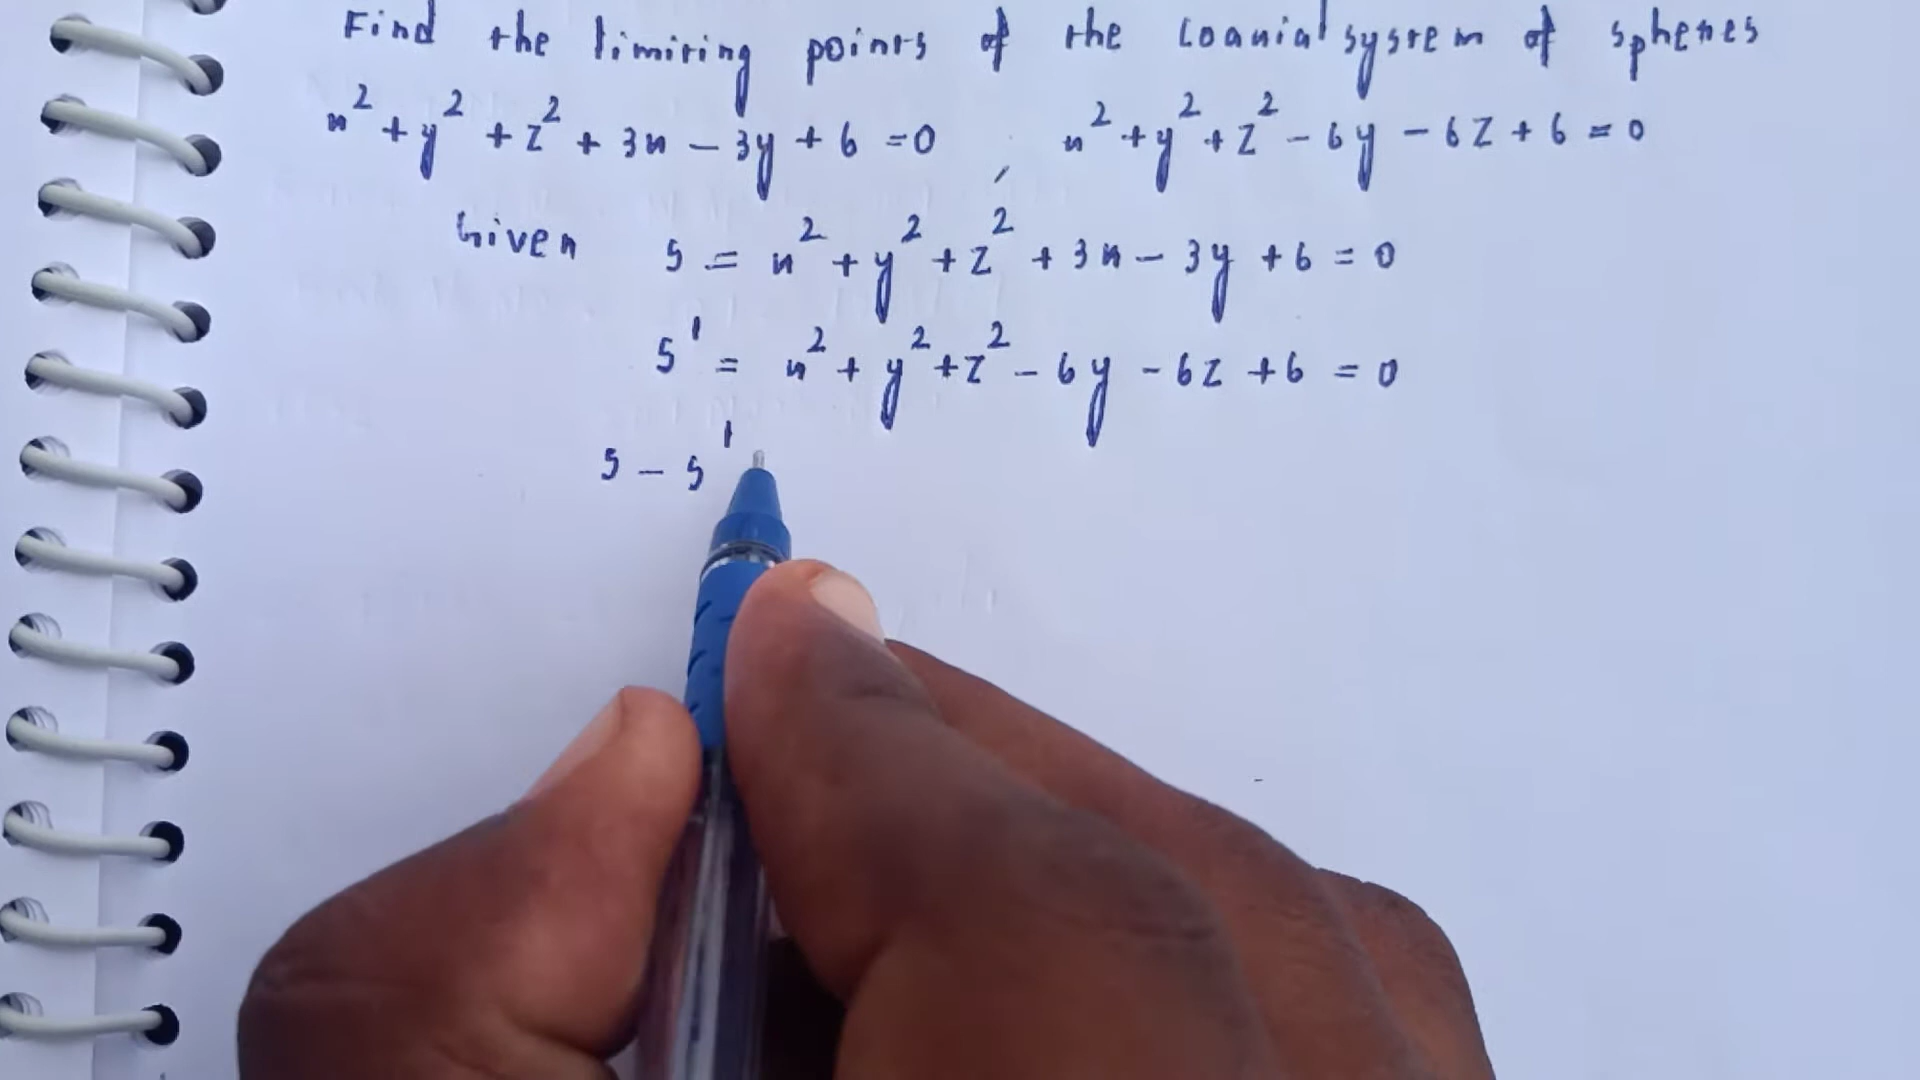 Find the limiting points of the coaxial system of spheres
x² + y² + z² + 3x - 3y + 6 = 0 , x² + y² + z² - 6y - 6z + 6 = 0
Given S = x² + y² + z² + 3x - 3y + 6 = 0
S' = x² + y² + z² - 6y - 6z + 6 = 0
S - S'